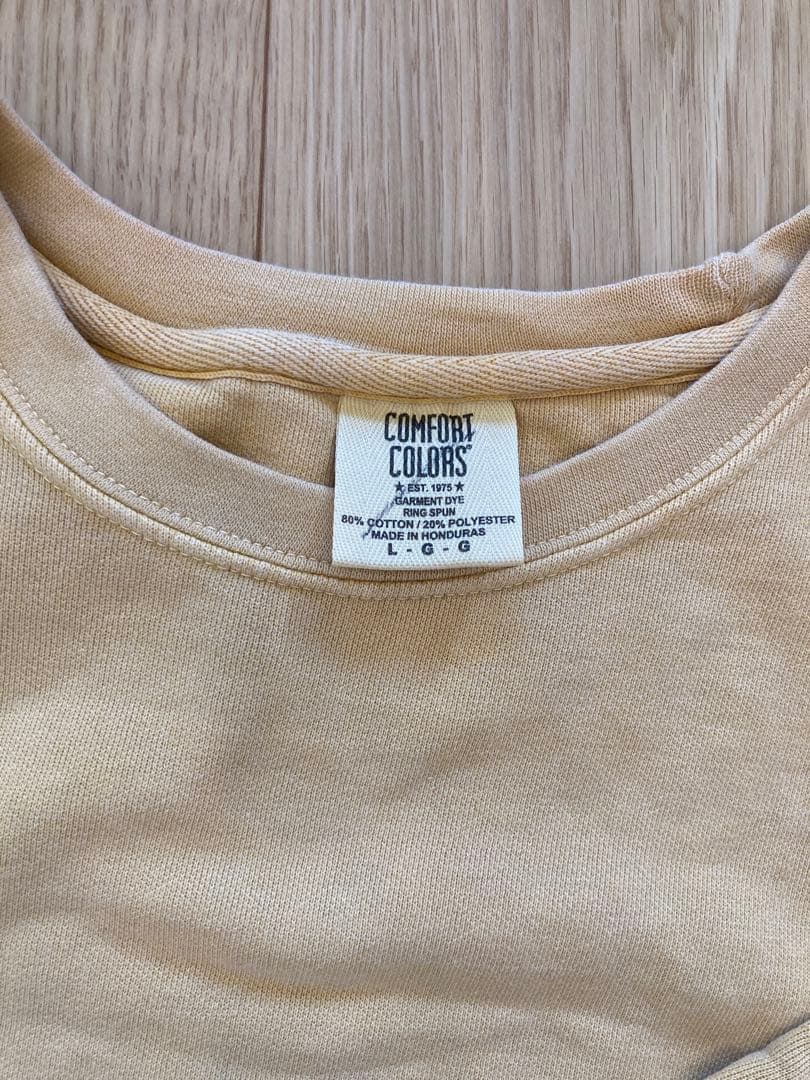 COMFORT
COLORS®
★ EST. 1975 ★
GARMENT DYE
RING SPUN
80% COTTON / 20% POLYESTER
MADE IN HONDURAS
L - G - G